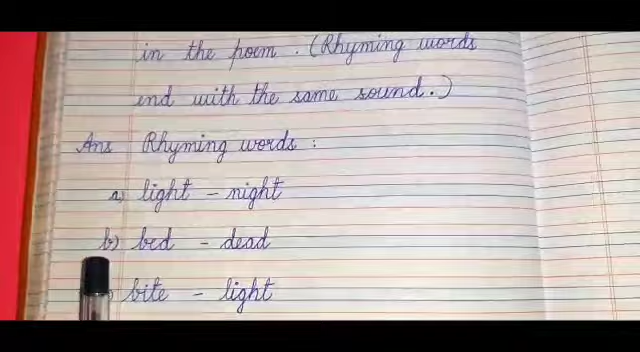 in the poem. (Rhyming words
end with the same sound.)
Ans Rhyming words :
a) light - night
b) bed - dead
) bite - light